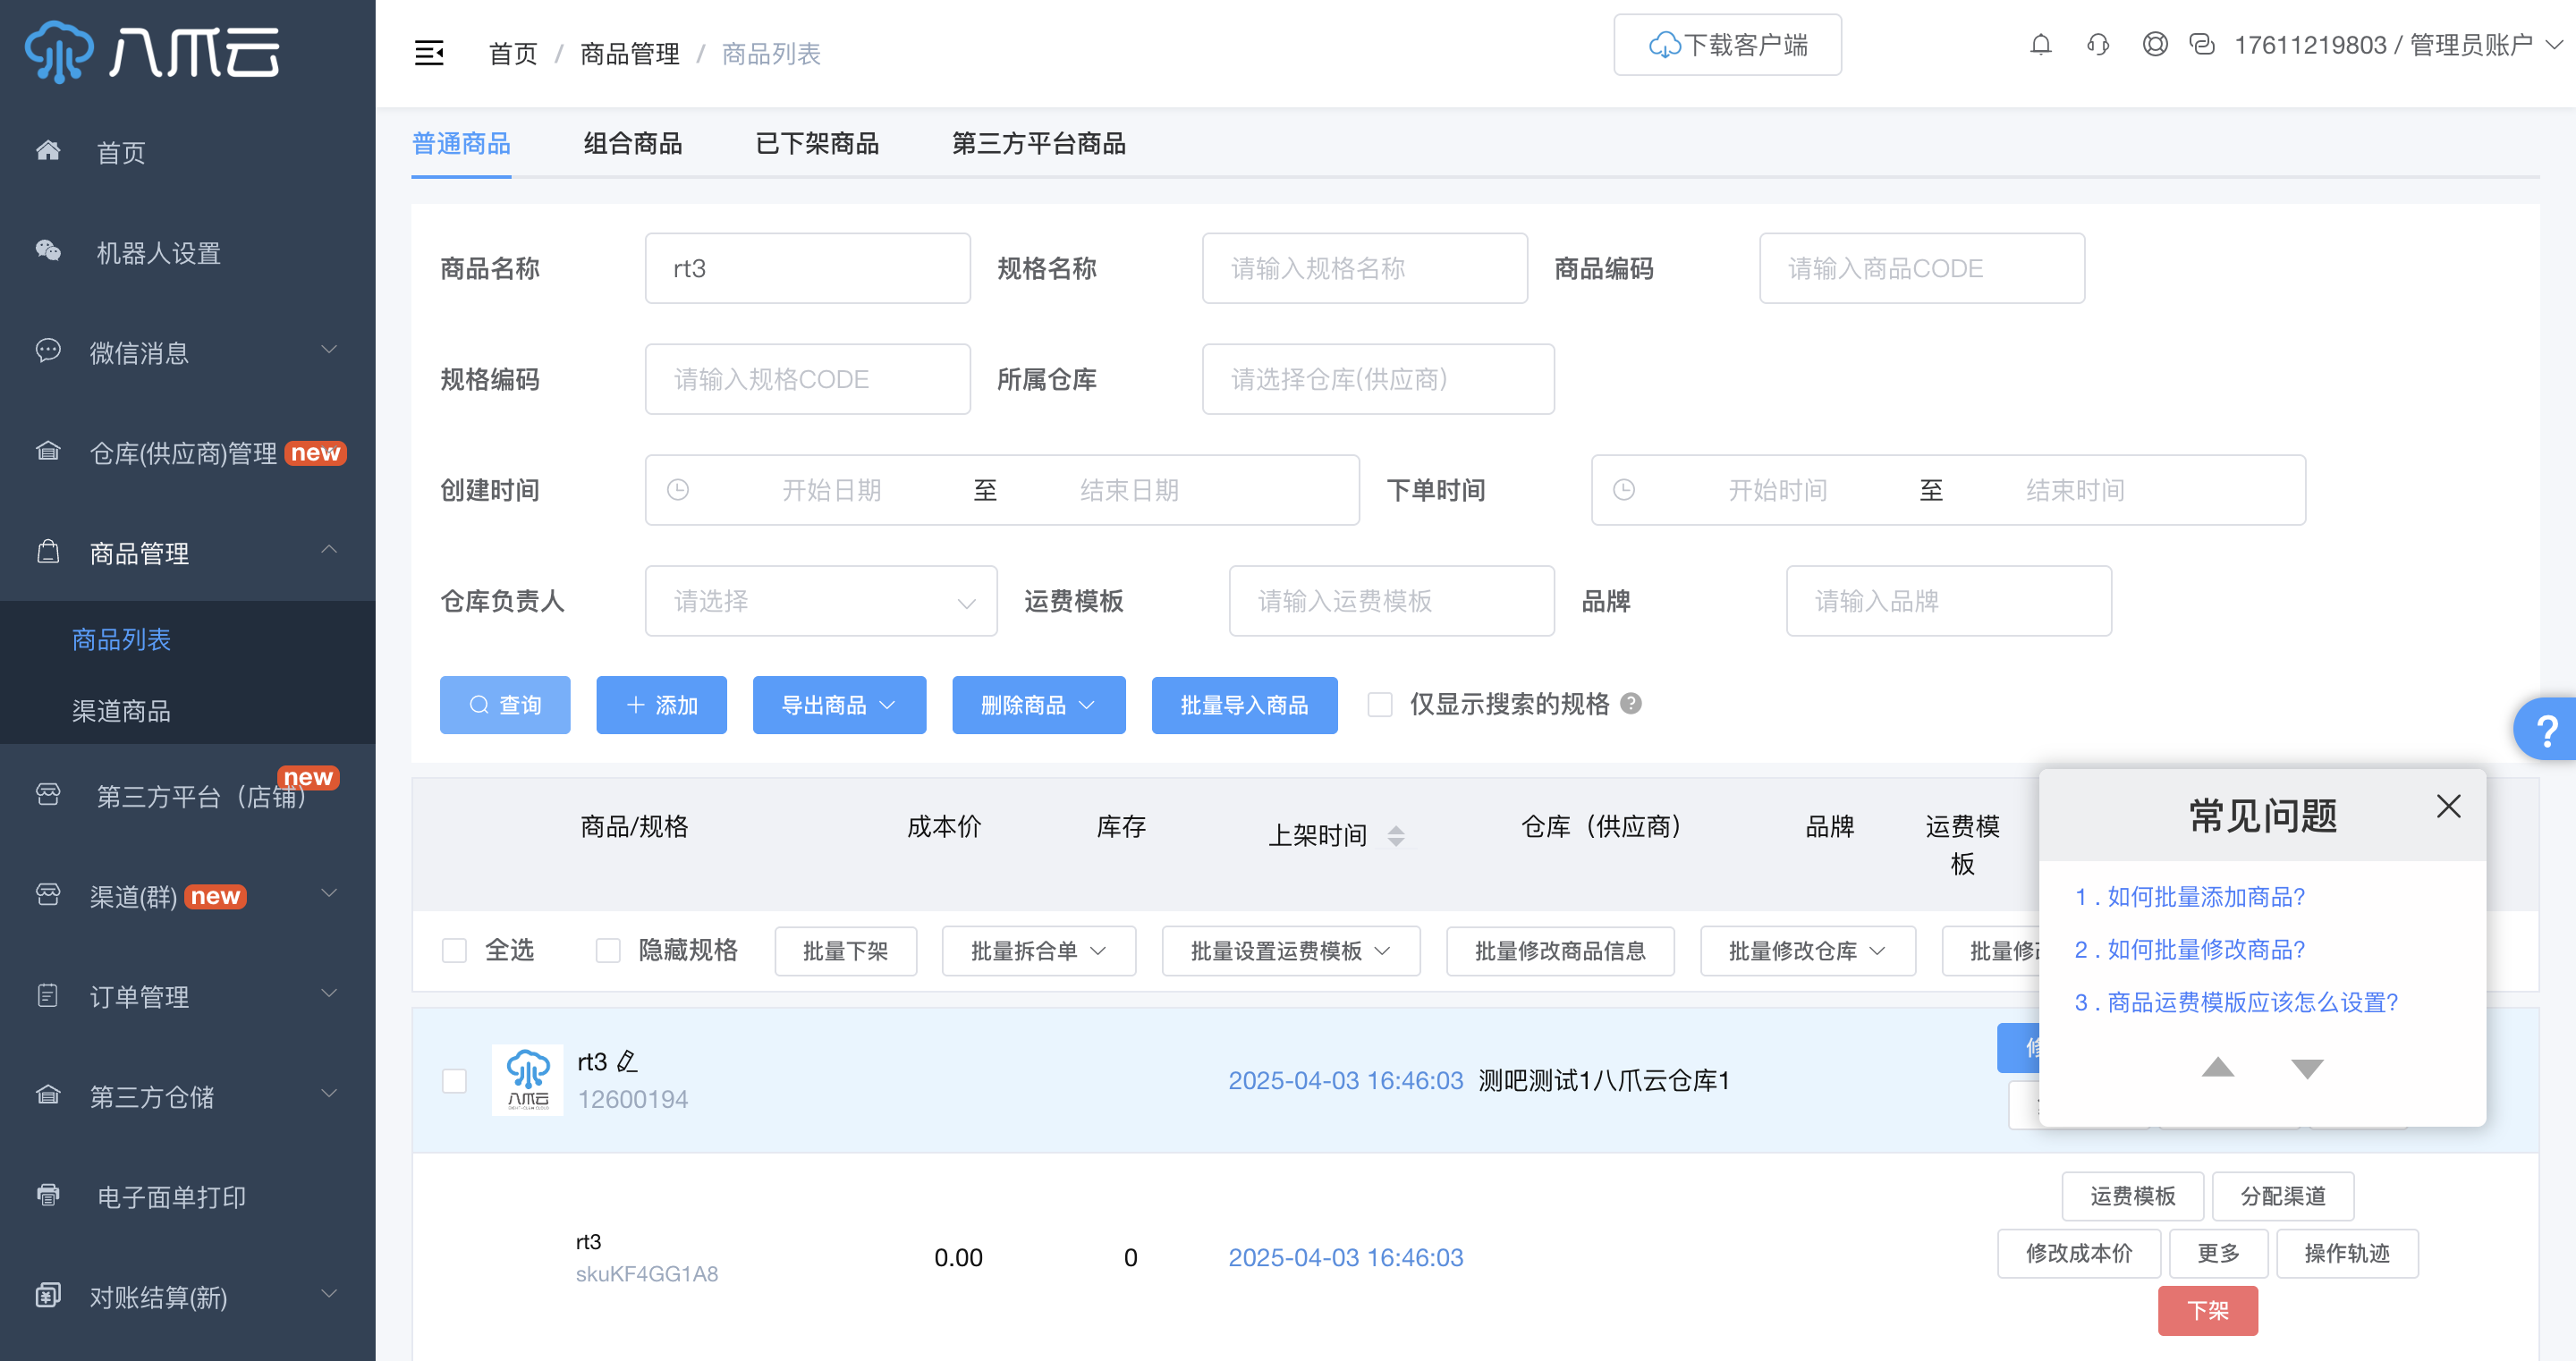 八爪云
首页
机器人设置
微信消息
仓库(供应商)管理 new
商品管理
商品列表
渠道商品
第三方平台（店铺） new
渠道(群) new
订单管理
第三方仓储
电子面单打印
对账结算(新)
首页 / 商品管理 / 商品列表
下载客户端
17611219803 / 管理员账户
普通商品 组合商品 已下架商品 第三方平台商品
商品名称 rt3 规格名称 请输入规格名称 商品编码 请输入商品CODE
规格编码 请输入规格CODE 所属仓库 请选择仓库(供应商)
创建时间 开始日期 至 结束日期 下单时间 开始时间 至 结束时间
仓库负责人 请选择 运费模板 请输入运费模板 品牌 请输入品牌
查询 添加 导出商品 删除商品 批量导入商品 仅显示搜索的规格 ?
?
商品/规格 成本价 库存 上架时间 仓库（供应商） 品牌 运费模
板
全选 隐藏规格 批量下架 批量拆合单 批量设置运费模板 批量修改商品信息 批量修改仓库 批量修
常见问题
1 . 如何批量添加商品?
2 . 如何批量修改商品?
3 . 商品运费模版应该怎么设置?
八爪云
rt3
12600194
2025-04-03 16:46:03 测吧测试1八爪云仓库1
rt3
skuKF4GG1A8
0.00 0 2025-04-03 16:46:03
运费模板 分配渠道
修改成本价 更多 操作轨迹
下架